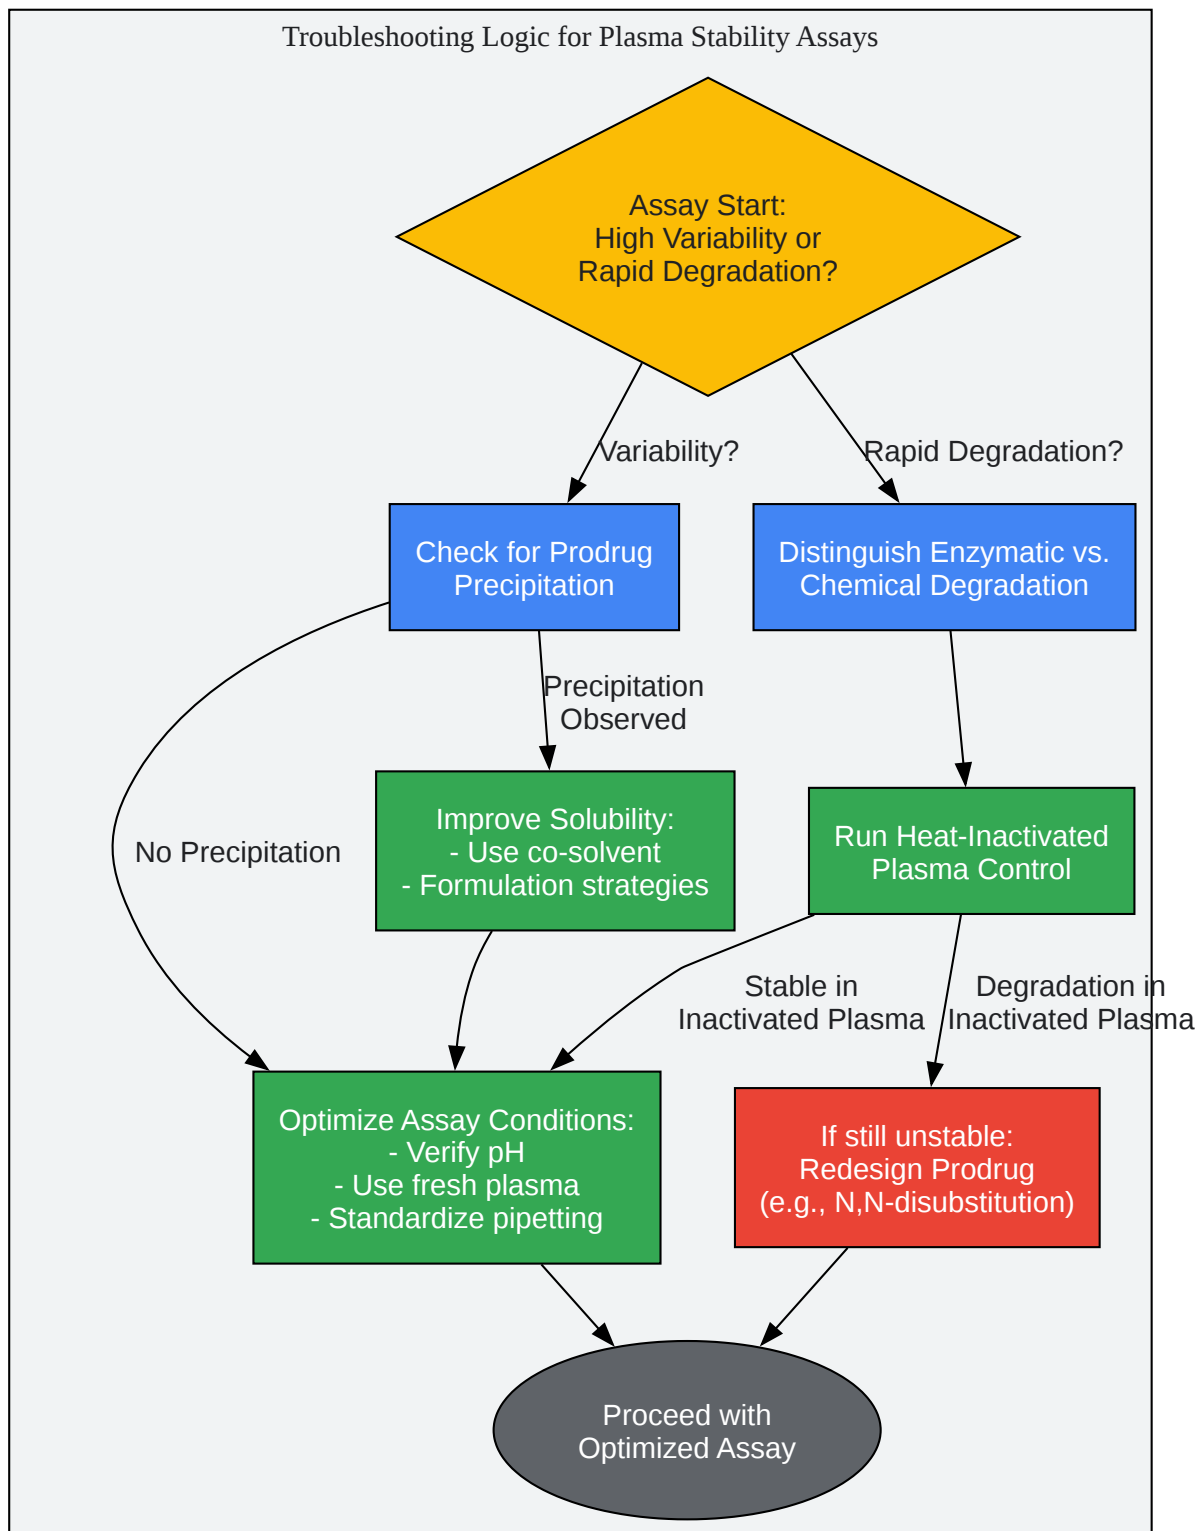 Troubleshooting Logic for Plasma Stability Assays
Assay Start:
High Variability or
Rapid Degradation?
Variability?
Rapid Degradation?
Check for Prodrug
Precipitation
Distinguish Enzymatic vs.
Chemical Degradation
Precipitation
Observed
No Precipitation
Improve Solubility:
- Use co-solvent
- Formulation strategies
Run Heat-Inactivated
Plasma Control
Stable in
Inactivated Plasma
Degradation in
Inactivated Plasma
Optimize Assay Conditions:
- Verify pH
- Use fresh plasma
- Standardize pipetting
If still unstable:
Redesign Prodrug
(e.g., N,N-disubstitution)
Proceed with
Optimized Assay